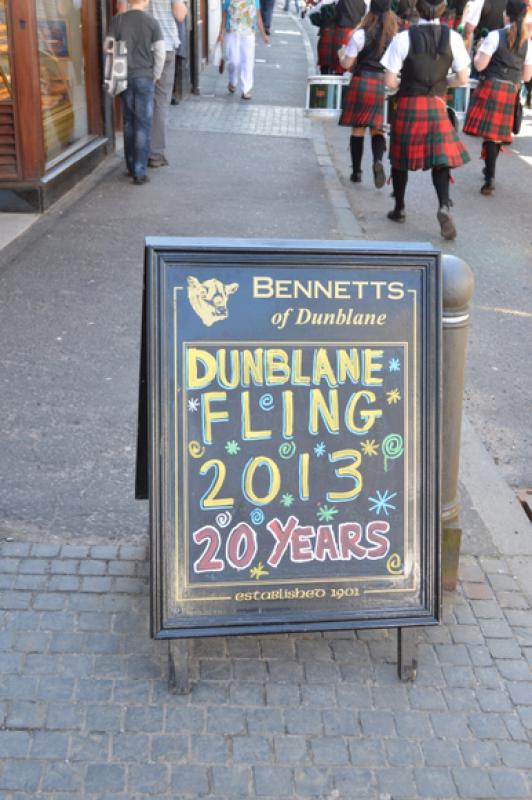 BENNETTS
of Dunblane
DUNBLANE
FLING
2013
20 YEARS
established 1901